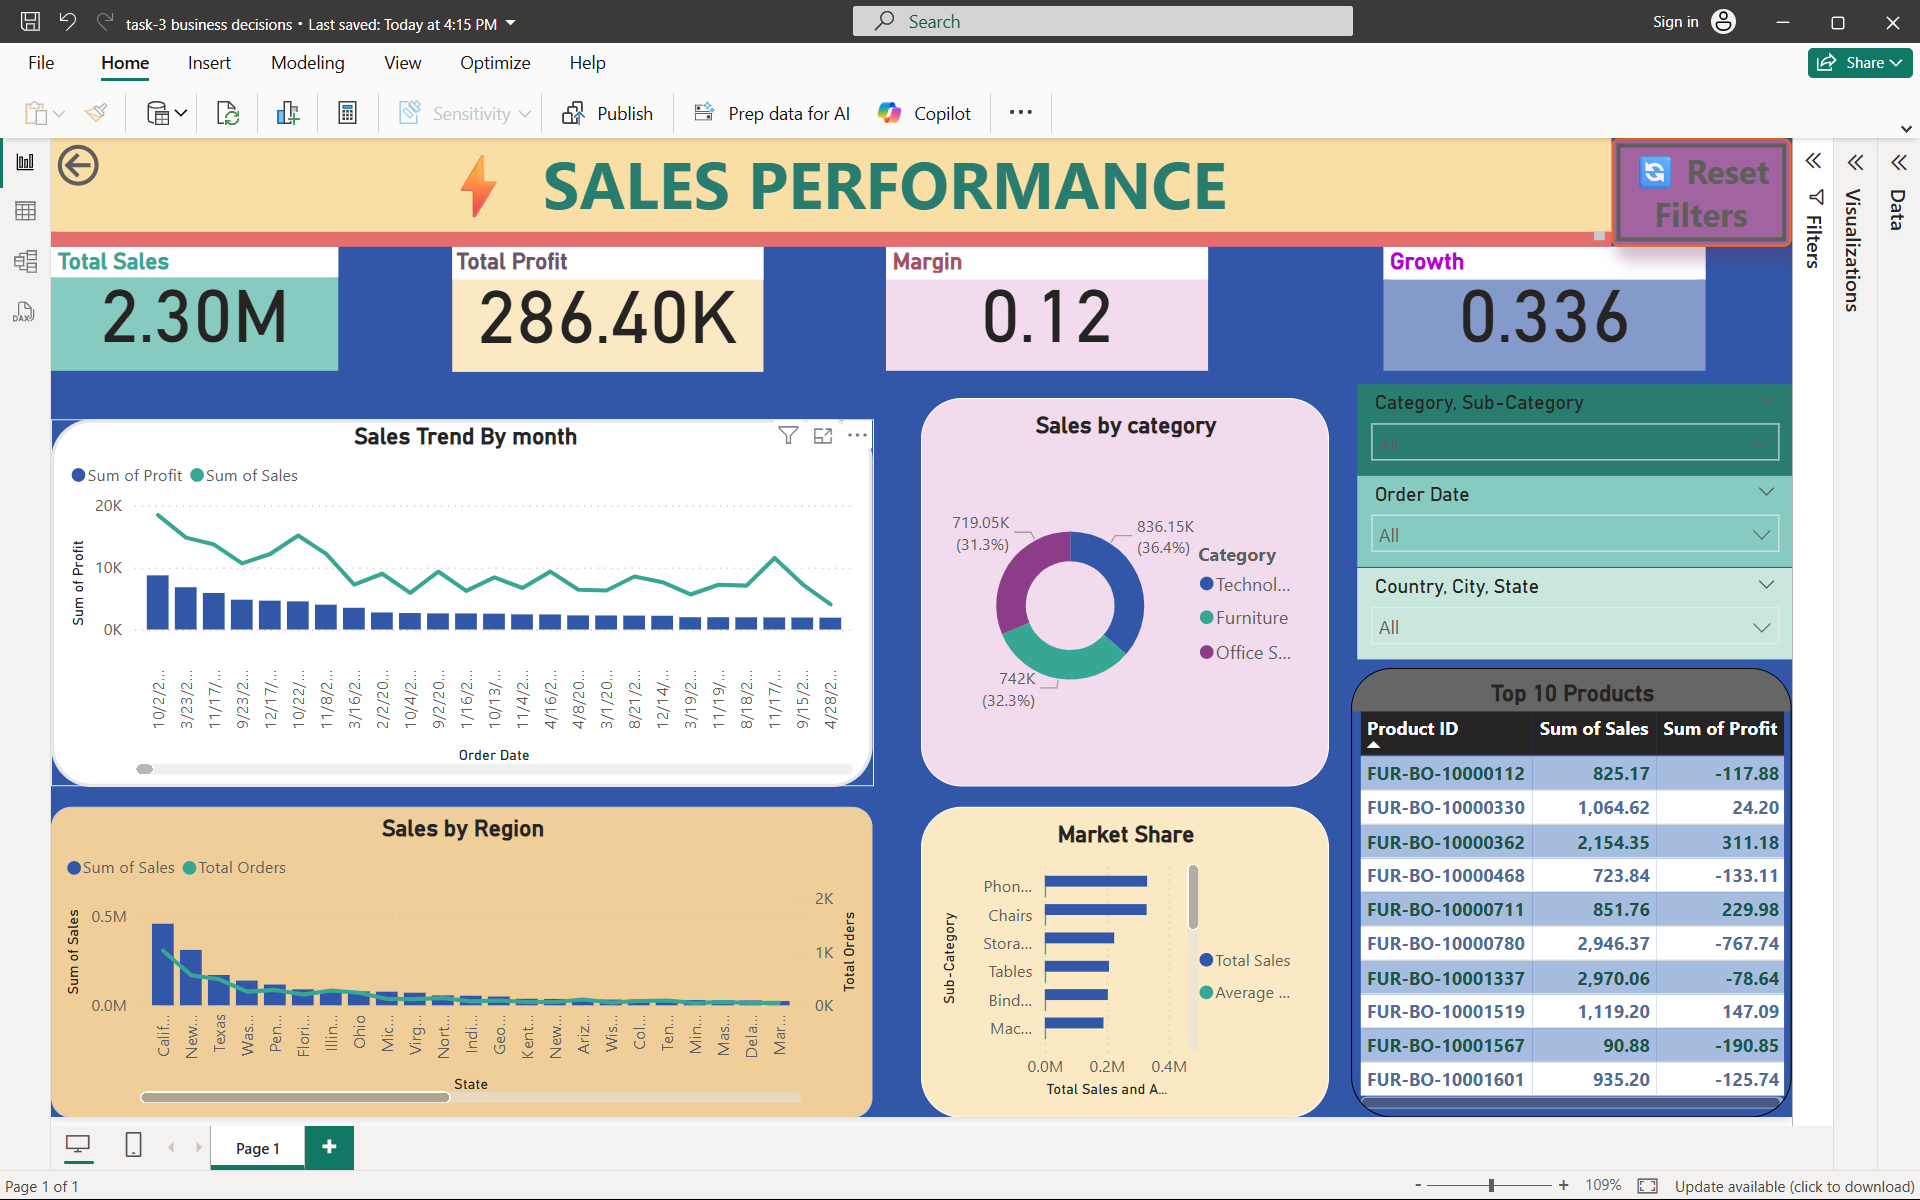 task-3 business decisions • Last saved: Today at 4:15 PM
Search
Sign in
File
Home
Insert
Modeling
View
Optimize
Help
Share
Sensitivity
Publish
Prep data for AI
Copilot
DAX
SALES PERFORMANCE
Reset
Filters
Filters
Visualizations
Data
Total Sales
2.30M
Total Profit
286.40K
Margin
0.12
Growth
0.336
Sales Trend By month
Sum of Profit
Sum of Sales
Sum of Profit
20K
10K
0K
10/2/2...
3/23/2...
11/17/...
9/23/2...
12/17/...
10/22/...
11/8/2...
3/16/2...
2/2/20...
10/4/2...
9/2/20...
1/16/2...
10/13/...
11/4/2...
4/16/2...
4/8/20...
3/1/20...
8/21/2...
12/14/...
3/19/2...
11/19/...
8/18/2...
11/17/...
9/15/2...
4/28/2...
Order Date
Sales by category
719.05K
(31.3%)
836.15K
(36.4%)
742K
(32.3%)
Category
Technol...
Furniture
Office S...
Category, Sub-Category
All
Order Date
All
Country, City, State
All
Sales by Region
Sum of Sales
Total Orders
Sum of Sales
0.5M
0.0M
2K
1K
0K
Total Orders
Calif...
New...
Texas
Was...
Pen...
Flori...
Illin...
Ohio
Mic...
Virg...
Nort...
Indi...
Geo...
Kent...
New...
Ariz...
Wis...
Col...
Ten...
Min...
Mas...
Dela...
Mar...
State
Market Share
Sub-Category
Phon...
Chairs
Stora...
Tables
Bind...
Mac...
0.0M 0.2M 0.4M
Total Sales and A...
Total Sales
Average ...
Top 10 Products
Product ID Sum of Sales Sum of Profit
FUR-BO-10000112 825.17 -117.88
FUR-BO-10000330 1,064.62 24.20
FUR-BO-10000362 2,154.35 311.18
FUR-BO-10000468 723.84 -133.11
FUR-BO-10000711 851.76 229.98
FUR-BO-10000780 2,946.37 -767.74
FUR-BO-10001337 2,970.06 -78.64
FUR-BO-10001519 1,119.20 147.09
FUR-BO-10001567 90.88 -190.85
FUR-BO-10001601 935.20 -125.74
Page 1
Page 1 of 1
109%
Update available (click to download)